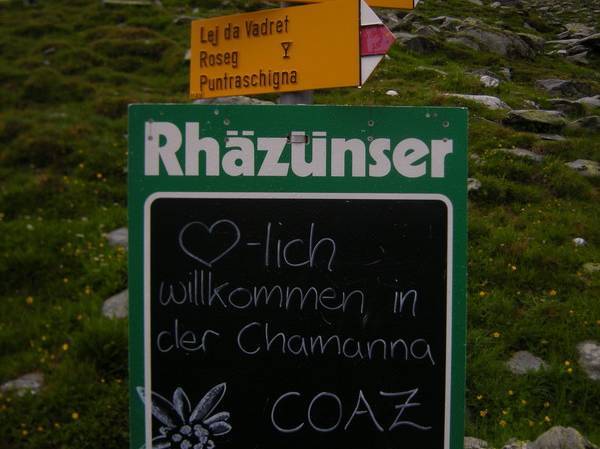 Lej da Vadret
Roseg
Puntraschigna
Rhäzünser
♡-lich
willkommen in
der Chamanna
COAZ